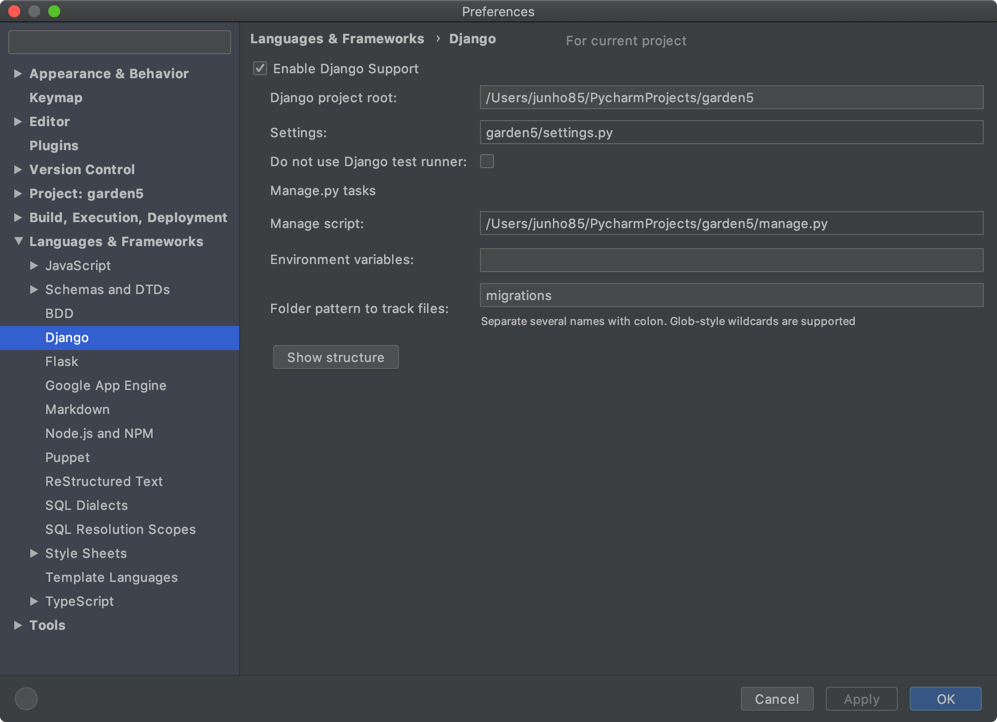 Preferences
Appearance & Behavior
Keymap
Editor
Plugins
Version Control
Project: garden5
Build, Execution, Deployment
Languages & Frameworks
JavaScript
Schemas and DTDs
BDD
Django
Flask
Google App Engine
Markdown
Node.js and NPM
Puppet
ReStructured Text
SQL Dialects
SQL Resolution Scopes
Style Sheets
Template Languages
TypeScript
Tools
Languages & Frameworks › Django For current project
Enable Django Support
Django project root: /Users/junho85/PycharmProjects/garden5
Settings: garden5/settings.py
Do not use Django test runner:
Manage.py tasks
Manage script: /Users/junho85/PycharmProjects/garden5/manage.py
Environment variables:
Folder pattern to track files: migrations
Separate several names with colon. Glob-style wildcards are supported
Show structure
Cancel Apply OK